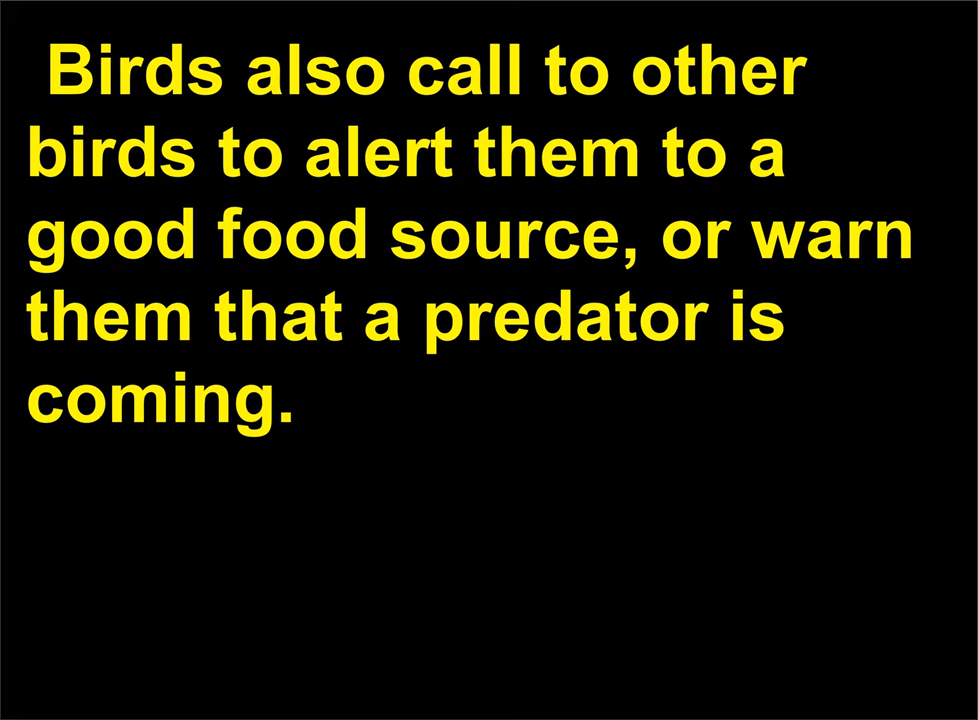 Birds also call to other
birds to alert them to a
good food source, or warn
them that a predator is
coming.